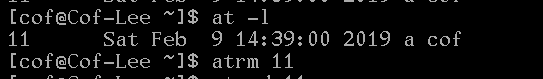 [cof@Cof-Lee ~]$ at -l
11      Sat Feb  9 14:39:00 2019 a cof
[cof@Cof-Lee ~]$ atrm 11